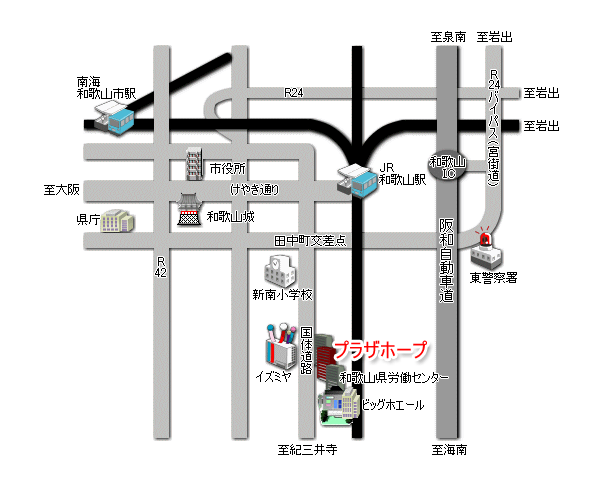 至泉南
至岩出
南海
和歌山市駅
R24
至岩出
R24バイパス(宮街道)
至岩出
市役所
JR
和歌山駅
和歌山
IC
至大阪
(けやき通り)
県庁
和歌山城
田中町交差点
阪和自動車道
R
42
東警察署
新南小学校
国体道路
プラザホープ
イズミヤ
和歌山県労働センター
ビッグホエール
至紀三井寺
至海南